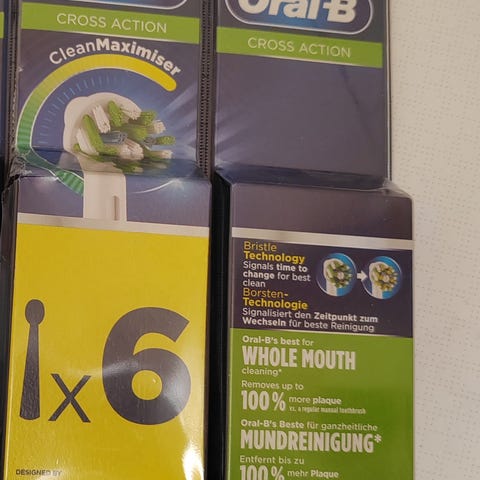 CROSS ACTION
CleanMaximiser
x6
DESIGNED BY
Oral-B
CROSS ACTION
Bristle
Technology
Signals time to
change for best
clean
Borsten-
Technologie
Signalisiert den Zeitpunkt zum
Wechseln für beste Reinigung
Oral-B's best for
WHOLE MOUTH
cleaning*
Removes up to
100% more plaque
vs. a regular manual toothbrush
Oral-B's Beste für ganzheitliche
MUNDREINIGUNG*
Entfernt bis zu
100% mehr Plaque